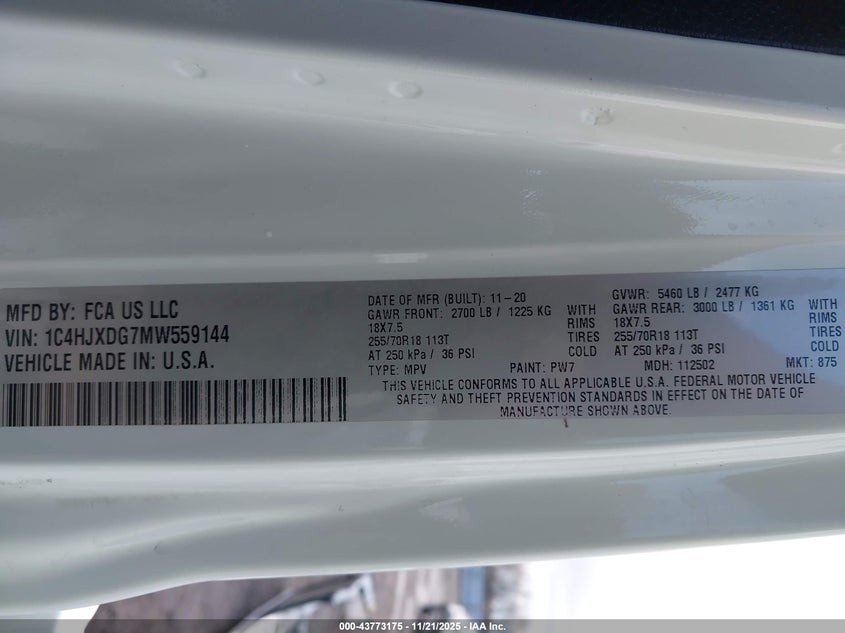 MFD BY: FCA US LLC
VIN: 1C4HJXDG7MW559144
VEHICLE MADE IN: U.S.A.
DATE OF MFR (BUILT): 11-20
GAWR FRONT: 2700 LB / 1225 KG WITH
18X7.5 RIMS
255/70R18 113T TIRES
AT 250 kPa / 36 PSI COLD
TYPE: MPV
GVWR: 5460 LB / 2477 KG
GAWR REAR: 3000 LB / 1361 KG WITH
18X7.5 RIMS
255/70R18 113T TIRES
AT 250 kPa / 36 PSI COLD
PAINT: PW7 MDH: 112502 MKT: 875
THIS VEHICLE CONFORMS TO ALL APPLICABLE U.S.A. FEDERAL MOTOR VEHICLE
SAFETY AND THEFT PREVENTION STANDARDS IN EFFECT ON THE DATE OF
MANUFACTURE SHOWN ABOVE
000-43773175 - 11/21/2025 - IAA Inc.